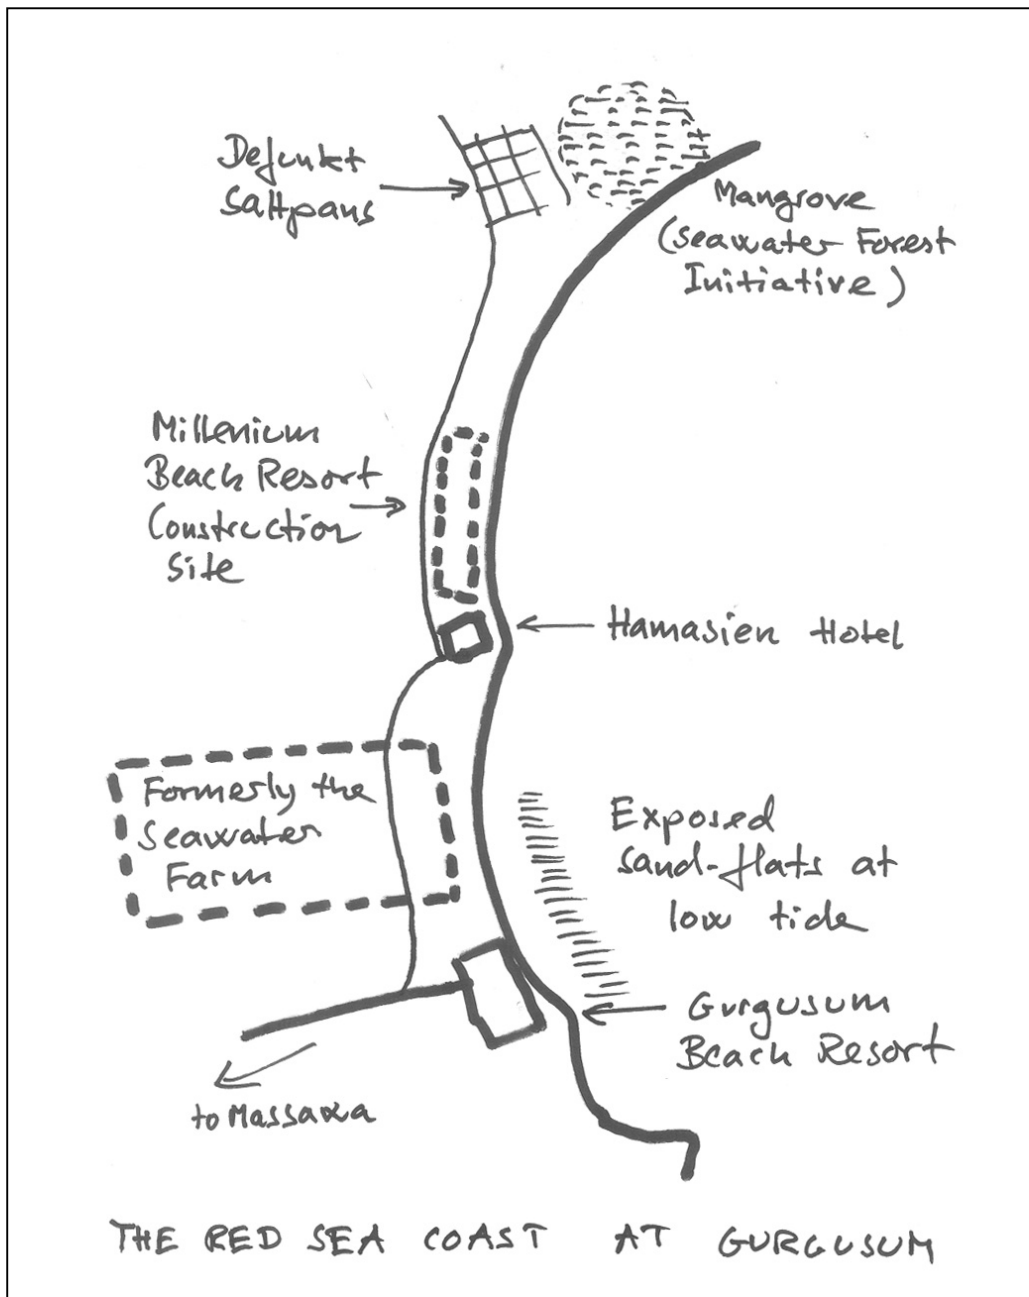 Defunkt
Saltpans
Mangrove
(Seawater Forest
Initiative)
Millenium
Beach Resort
Construction
Site
Hamasien Hotel
Formerly the
Seawater
Farm
Exposed
sand-flats at
low tide
Gurgusum
Beach Resort
to Massawa
THE RED SEA COAST AT GURGUSUM